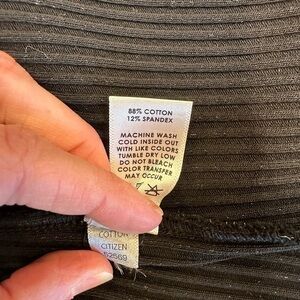 88% COTTON
12% SPANDEX
MACHINE WASH
COLD INSIDE OUT
WITH LIKE COLORS
TUMBLE DRY LOW
DO NOT BLEACH
COLOR TRANSFER
MAY OCCUR
COTTON
CITIZEN